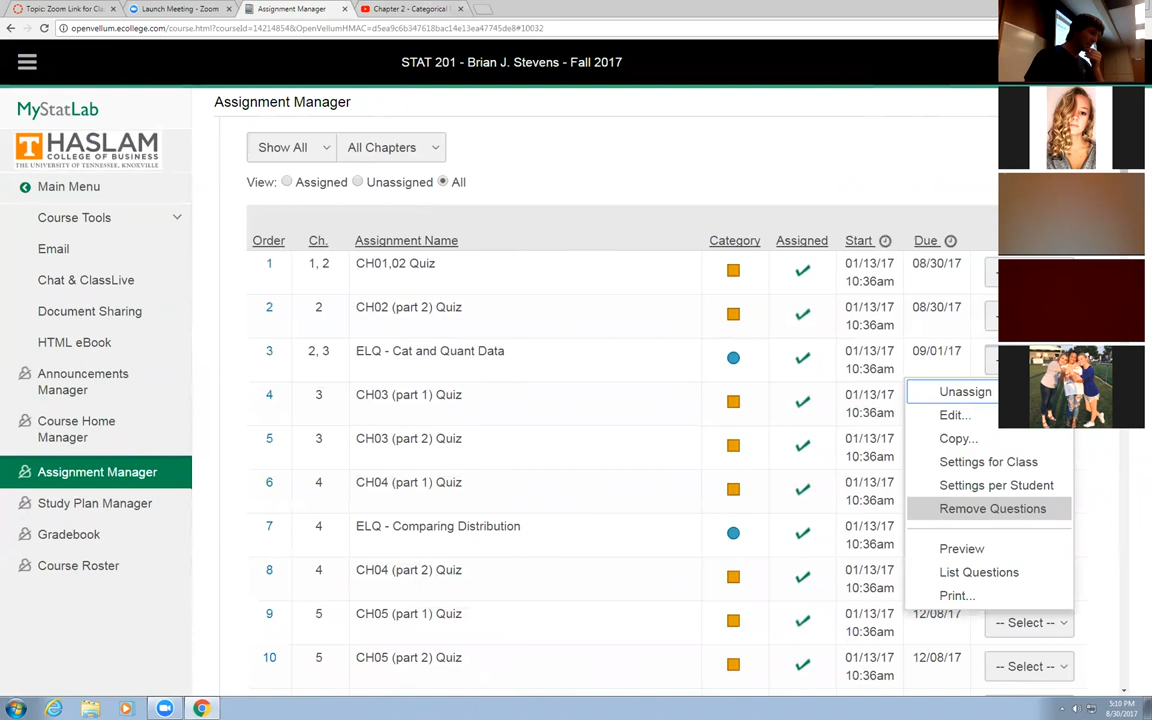 Topic: Zoom Link for Cla
Launch Meeting - Zoom
Assignment Manager
Chapter 2 - Categorical
openvellum.ecollege.com/course.html?courseId=14214854&OpenVellumHMAC=d5ea9c6b347618bac14e13ea47745de8#10032
STAT 201 - Brian J. Stevens - Fall 2017
MyStatLab
T HASLAM
COLLEGE OF BUSINESS
THE UNIVERSITY OF TENNESSEE, KNOXVILLE
Main Menu
Course Tools
Email
Chat & ClassLive
Document Sharing
HTML eBook
Announcements
Manager
Course Home
Manager
Assignment Manager
Study Plan Manager
Gradebook
Course Roster
Assignment Manager
Show All All Chapters
View: Assigned Unassigned All
Order Ch. Assignment Name Category Assigned Start Due
1 1, 2 CH01,02 Quiz 01/13/17 10:36am 08/30/17
2 2 CH02 (part 2) Quiz 01/13/17 10:36am 08/30/17
3 2, 3 ELQ - Cat and Quant Data 01/13/17 10:36am 09/01/17
4 3 CH03 (part 1) Quiz 01/13/17 10:36am
5 3 CH03 (part 2) Quiz 01/13/17 10:36am
6 4 CH04 (part 1) Quiz 01/13/17 10:36am
7 4 ELQ - Comparing Distribution 01/13/17 10:36am
8 4 CH04 (part 2) Quiz 01/13/17 10:36am
9 5 CH05 (part 1) Quiz 01/13/17 10:36am 12/08/17 -- Select --
10 5 CH05 (part 2) Quiz 01/13/17 10:36am 12/08/17 -- Select --
Unassign
Edit...
Copy...
Settings for Class
Settings per Student
Remove Questions
Preview
List Questions
Print...
5:10 PM
8/30/2017